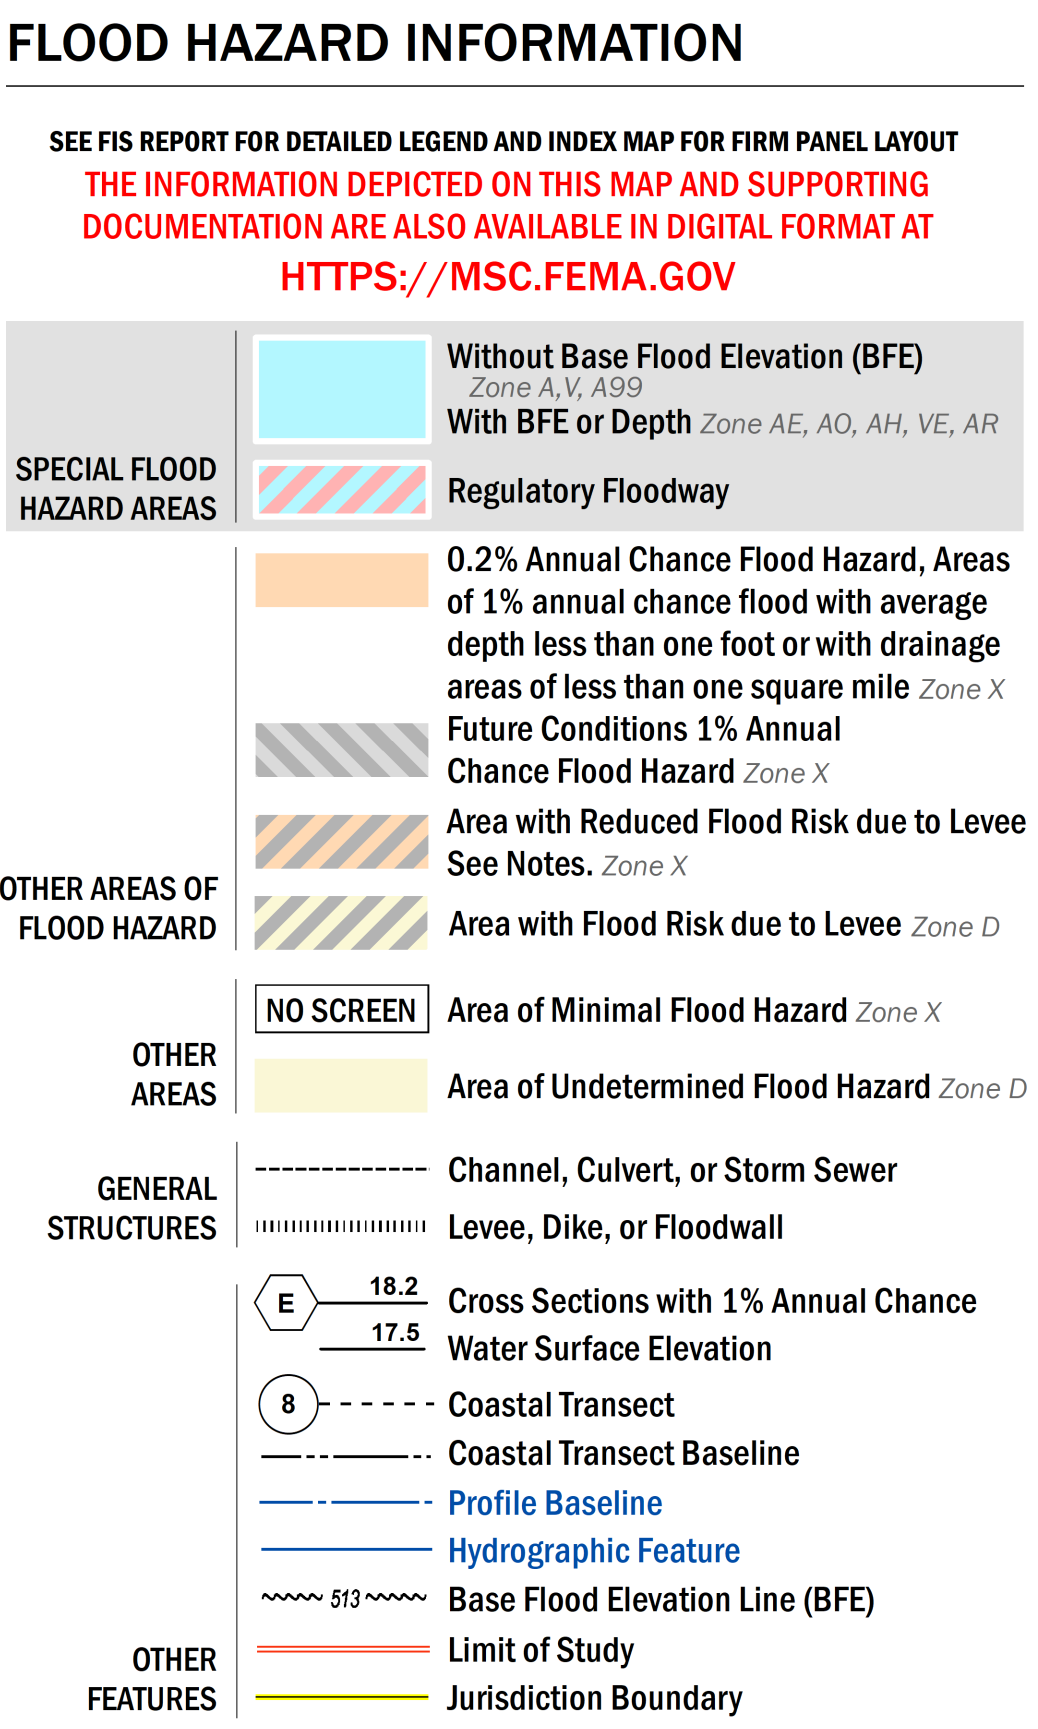 FLOOD HAZARD INFORMATION
SEE FIS REPORT FOR DETAILED LEGEND AND INDEX MAP FOR FIRM PANEL LAYOUT
THE INFORMATION DEPICTED ON THIS MAP AND SUPPORTING
DOCUMENTATION ARE ALSO AVAILABLE IN DIGITAL FORMAT AT
HTTPS://MSC.FEMA.GOV
SPECIAL FLOOD
HAZARD AREAS
Without Base Flood Elevation (BFE)
Zone A,V, A99
With BFE or Depth Zone AE, AO, AH, VE, AR
Regulatory Floodway
OTHER AREAS OF
FLOOD HAZARD
0.2% Annual Chance Flood Hazard, Areas
of 1% annual chance flood with average
depth less than one foot or with drainage
areas of less than one square mile Zone X
Future Conditions 1% Annual
Chance Flood Hazard Zone X
Area with Reduced Flood Risk due to Levee
See Notes. Zone X
Area with Flood Risk due to Levee Zone D
OTHER
AREAS
NO SCREEN Area of Minimal Flood Hazard Zone X
Area of Undetermined Flood Hazard Zone D
GENERAL
STRUCTURES
Channel, Culvert, or Storm Sewer
Levee, Dike, or Floodwall
OTHER
FEATURES
E 18.2 Cross Sections with 1% Annual Chance
17.5 Water Surface Elevation
8 Coastal Transect
Coastal Transect Baseline
Profile Baseline
Hydrographic Feature
513 Base Flood Elevation Line (BFE)
Limit of Study
Jurisdiction Boundary